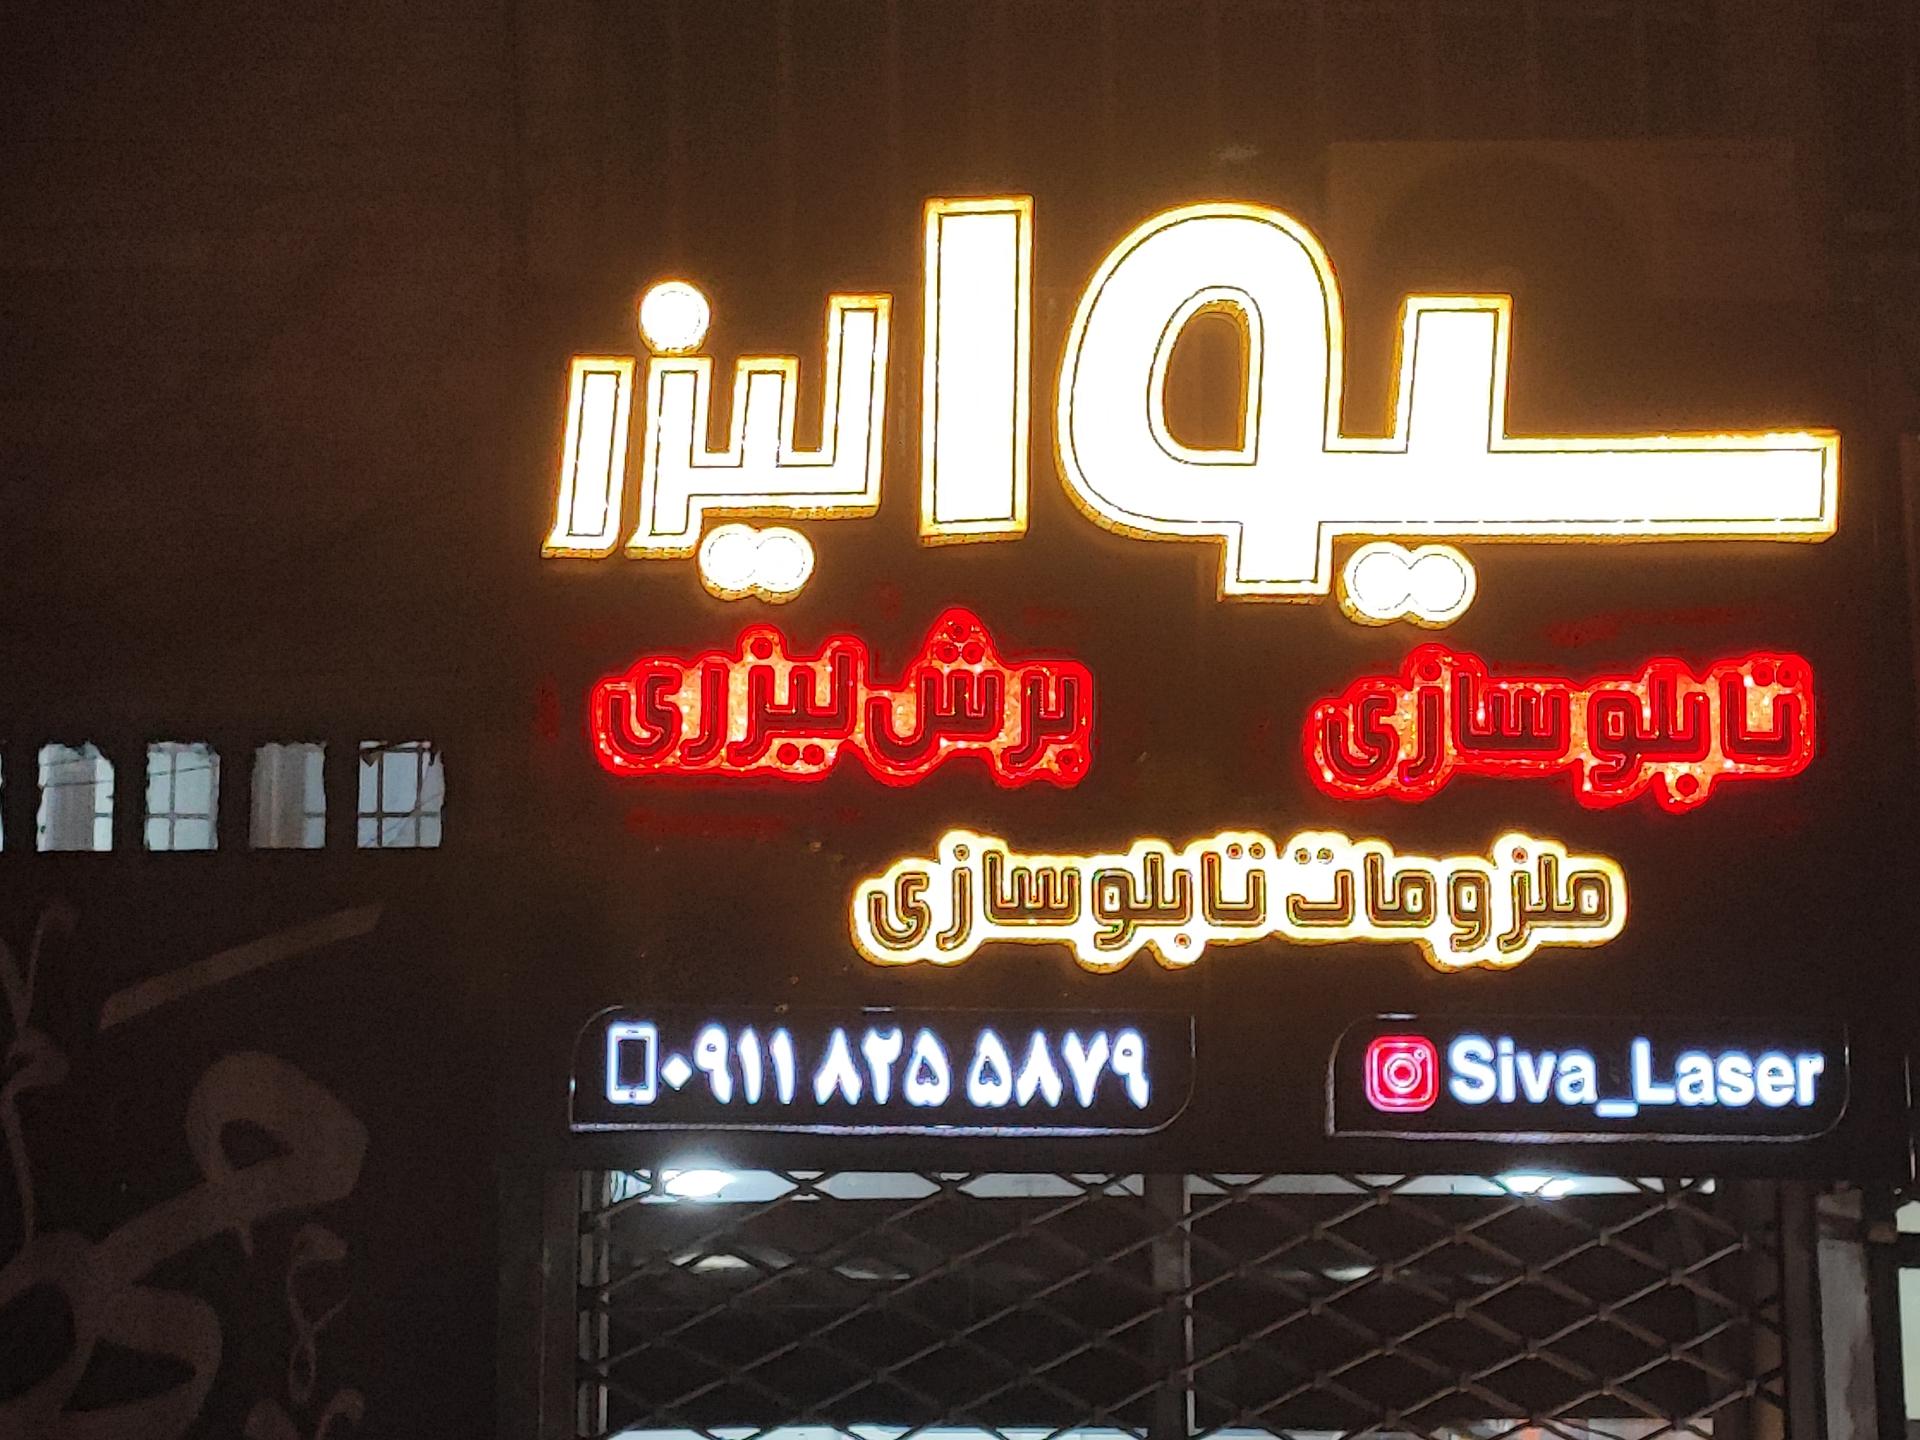 سیوا لیزر
تابلوسازی برش لیزری
ملزومات تابلوسازی
۰۹۱۱ ۸۲۵ ۵۸۷۹
Siva_Laser